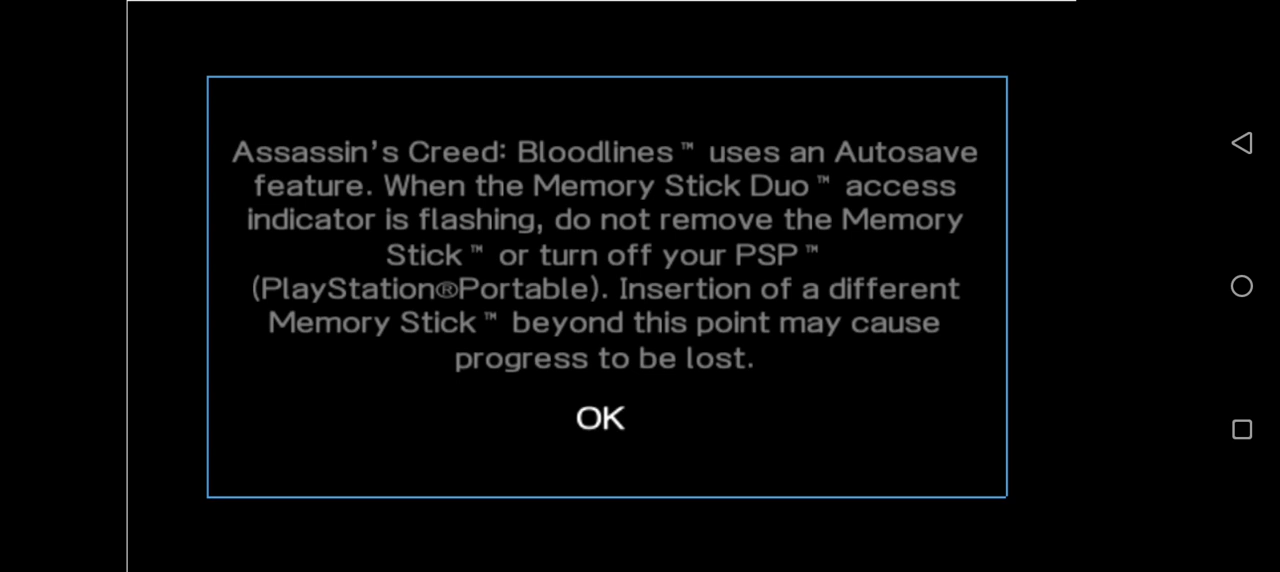 Assassin's Creed: Bloodlines™ uses an Autosave
feature. When the Memory Stick Duo™ access
indicator is flashing, do not remove the Memory
Stick™ or turn off your PSP™
(PlayStation®Portable). Insertion of a different
Memory Stick™ beyond this point may cause
progress to be lost.
OK